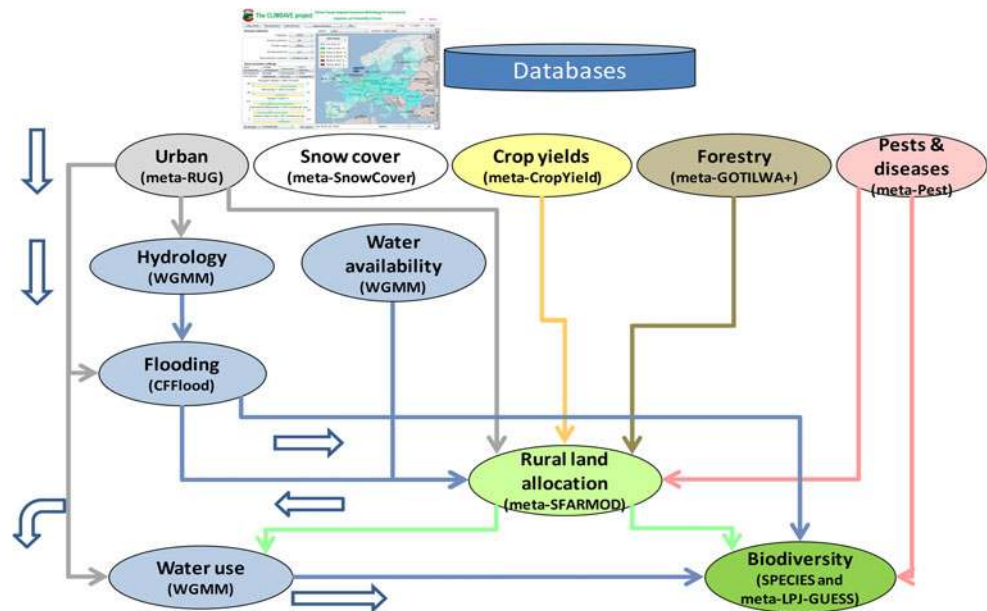 The CLIMSAVE project
Databases
Urban
(meta-RUG)
Snow cover
(meta-SnowCover)
Crop yields
(meta-CropYield)
Forestry
(meta-GOTILWA+)
Pests &
diseases
(meta-Pest)
Hydrology
(WGMM)
Water
availability
(WGMM)
Flooding
(CFFlood)
Rural land
allocation
(meta-SFARMOD)
Water use
(WGMM)
Biodiversity
(SPECIES and
meta-LPJ-GUESS)